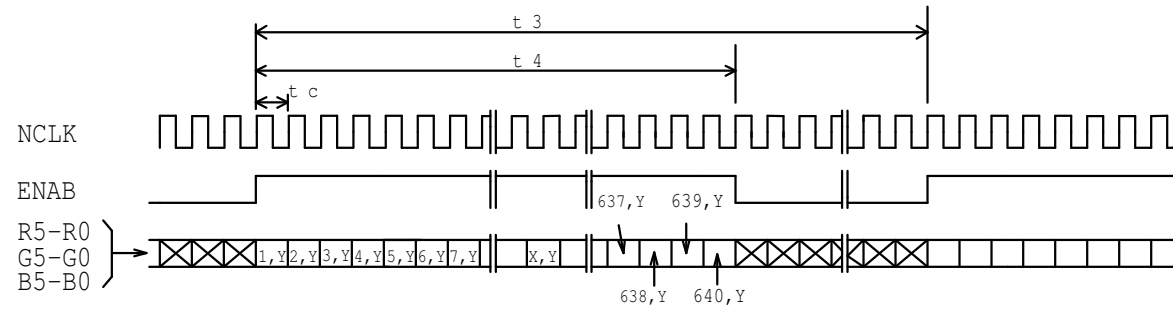 t 3
t 4
t c
NCLK
ENAB
637,Y 639,Y
R5-R0
G5-G0
B5-B0
1,Y 2,Y 3,Y 4,Y 5,Y 6,Y 7,Y X,Y
638,Y 640,Y